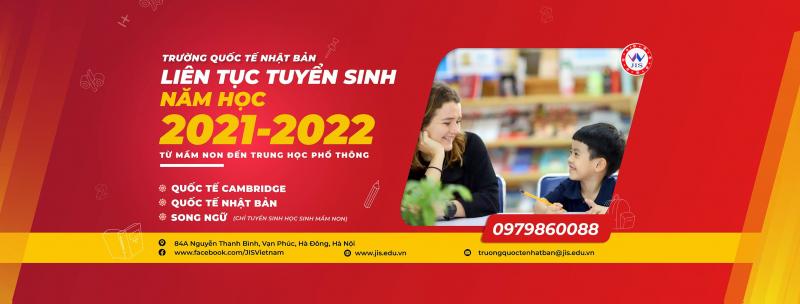 TRƯỜNG QUỐC TẾ NHẬT BẢN
LIÊN TỤC TUYỂN SINH
NĂM HỌC
2021-2022
TỪ MẦM NON ĐẾN TRUNG HỌC PHỔ THÔNG
QUỐC TẾ CAMBRIDGE
QUỐC TẾ NHẬT BẢN
SONG NGỮ (CHỈ TUYỂN SINH HỌC SINH MẦM NON)
JIS
0979860088
84A Nguyễn Thanh Bình, Vạn Phúc, Hà Đông, Hà Nội
www.facebook.com/JISVietnam
www.jis.edu.vn
truongquoctenhatban@jis.edu.vn